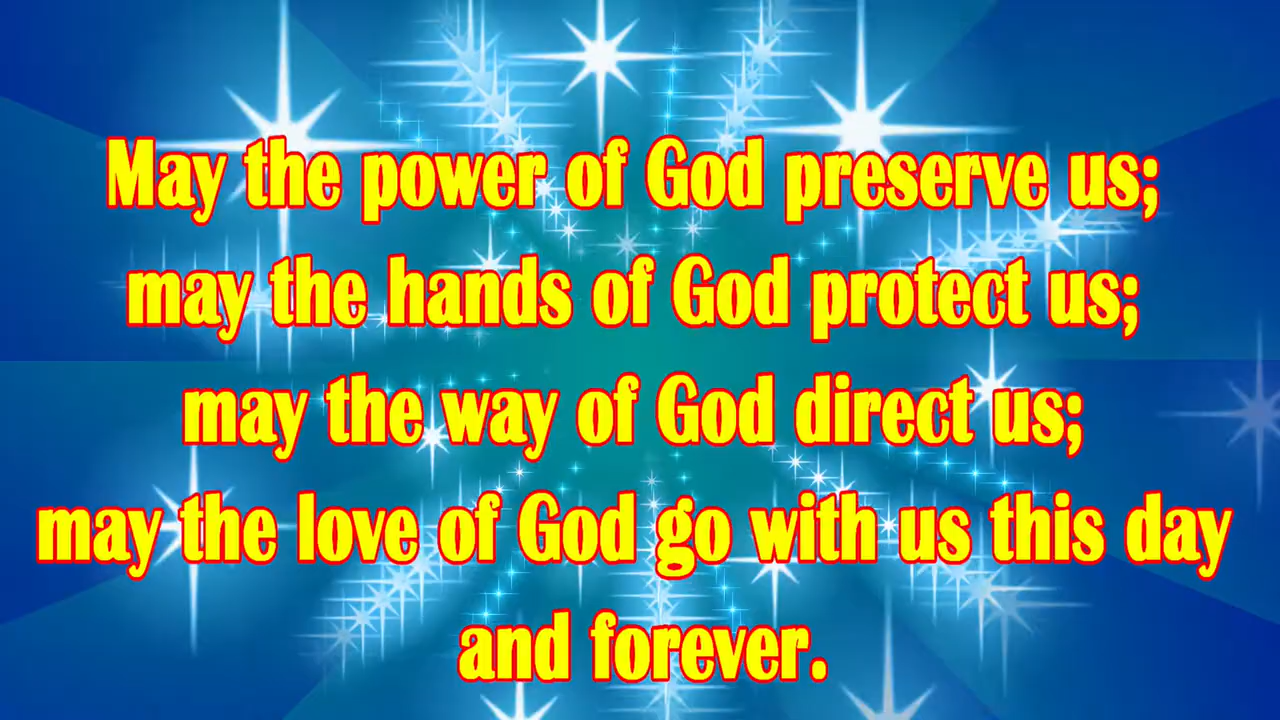 May the power of God preserve us;
may the hands of God protect us;
may the way of God direct us;
may the love of God go with us this day
and forever.